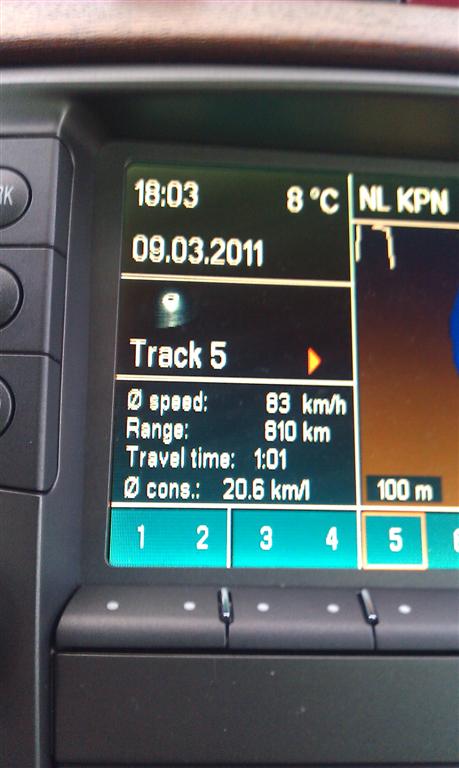 18:03 8 °C NL KPN
09.03.2011
Track 5
Ø speed: 83 km/h
Range: 810 km
Travel time: 1:01
Ø cons.: 20.6 km/l
100 m
1 2 3 4 5